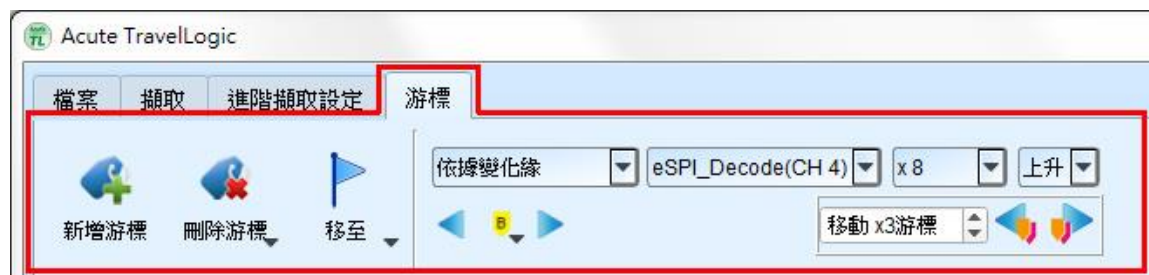 Acute TravelLogic
檔案 擷取 進階擷取設定 游標
依據變化緣 eSPI_Decode(CH 4) x 8 上升
新增游標 刪除游標 移至 B 移動 x3游標